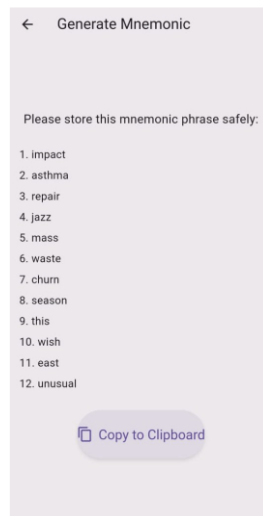 Generate Mnemonic
Please store this mnemonic phrase safely:
1. impact
2. asthma
3. repair
4. jazz
5. mass
6. waste
7. churn
8. season
9. this
10. wish
11. east
12. unusual
Copy to Clipboard